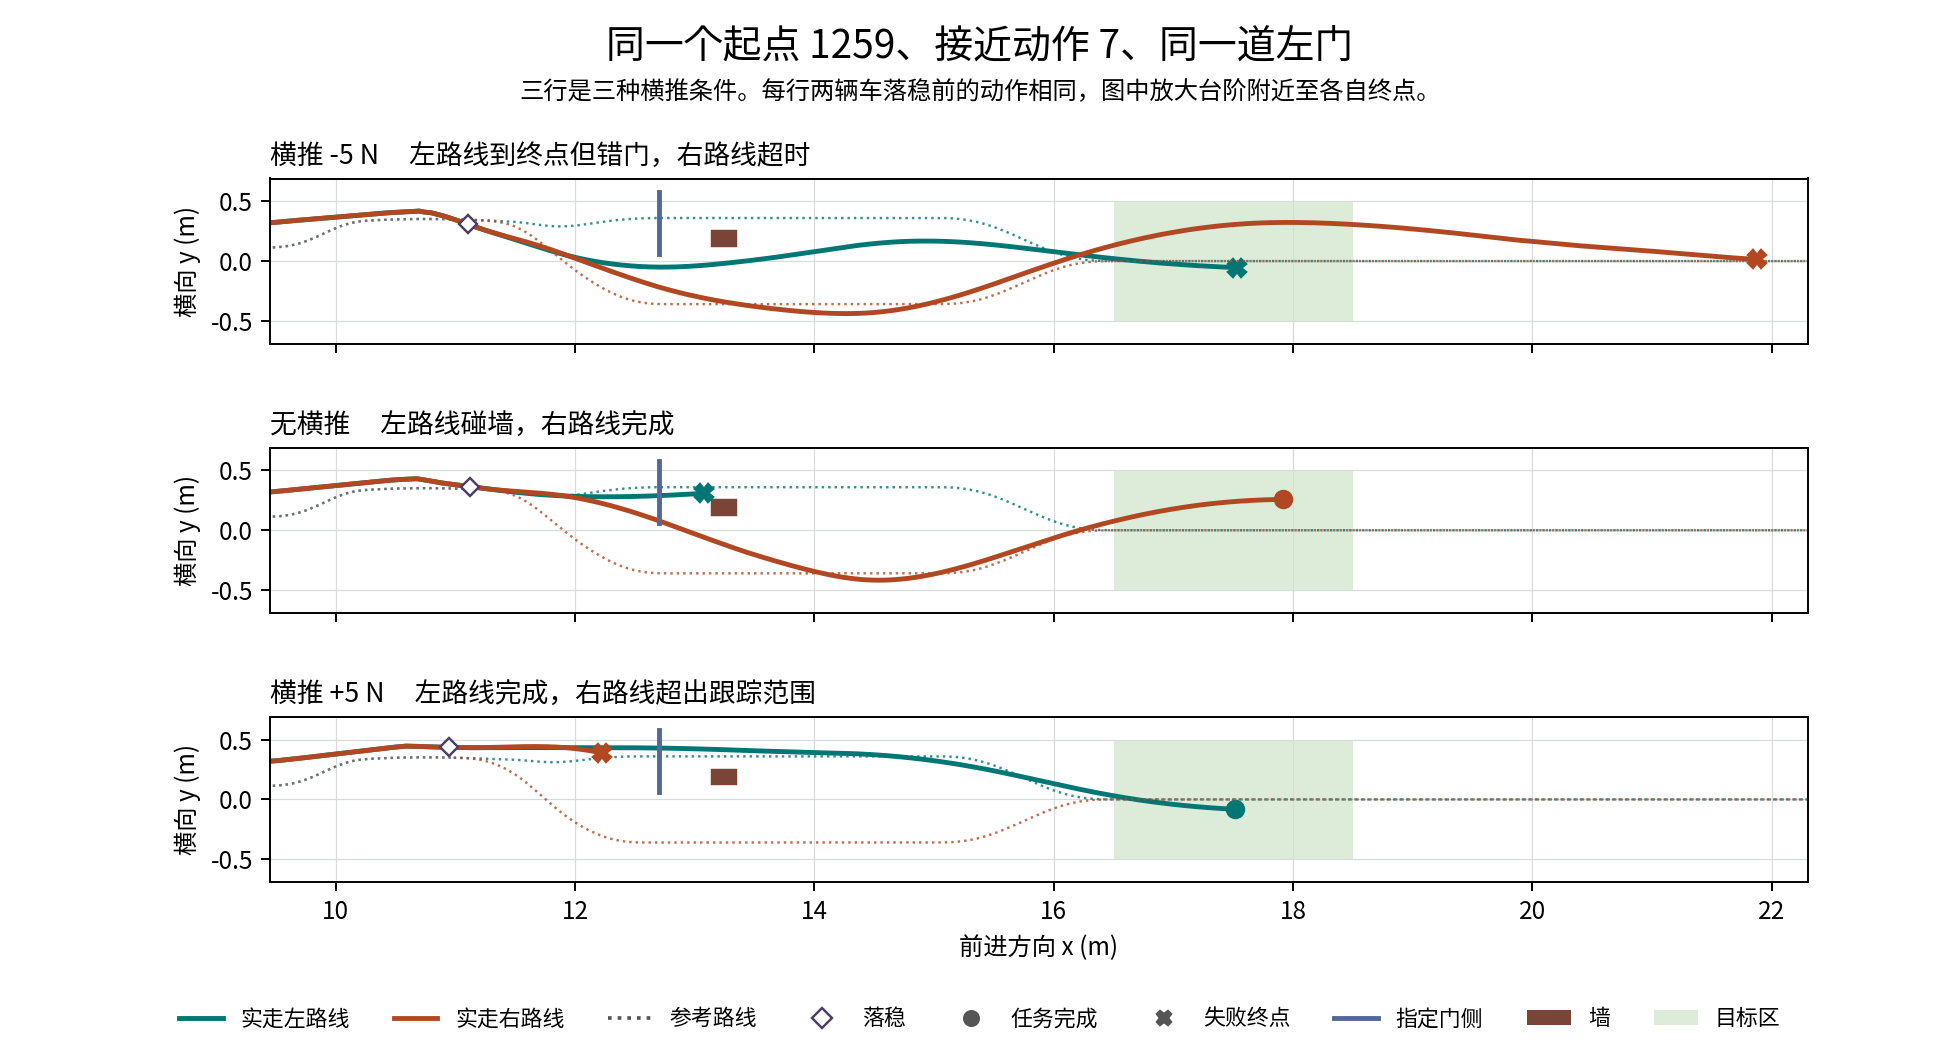 同一个起点 1259、接近动作 7、同一道左门
三行是三种横推条件。每行两辆车落稳前的动作相同，图中放大台阶附近至各自终点。
横推 -5 N 左路线到终点但错门，右路线超时
0.5
0.0
-0.5
横向 y (m)
无横推 左路线碰墙，右路线完成
0.5
0.0
-0.5
横向 y (m)
横推 +5 N 左路线完成，右路线超出跟踪范围
0.5
0.0
-0.5
横向 y (m)
10 12 14 16 18 20 22
前进方向 x (m)
实走左路线 实走右路线 参考路线 落稳 任务完成 失败终点 指定门侧 墙 目标区